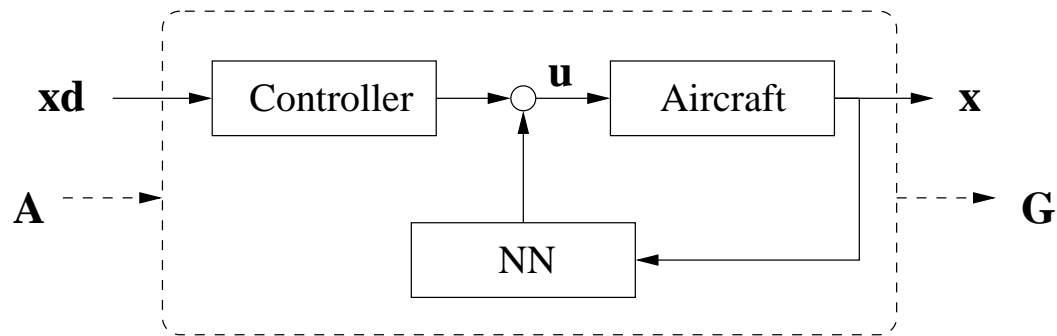 xd
Controller
u
Aircraft
x
A
NN
G